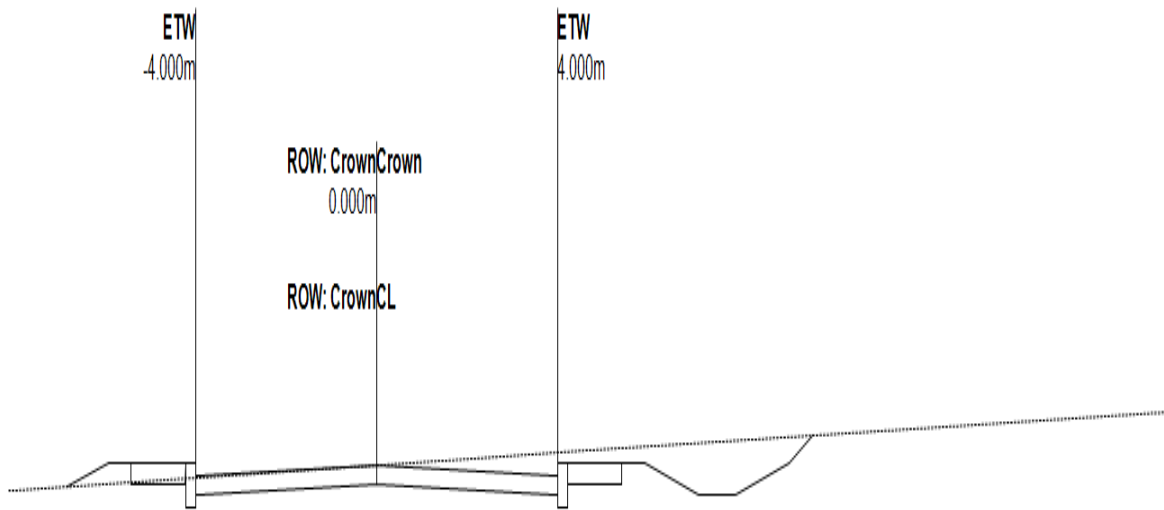 ETW
-4.000m
ETW
4.000m
ROW: CrownCrown
0.000m
ROW: CrownCL